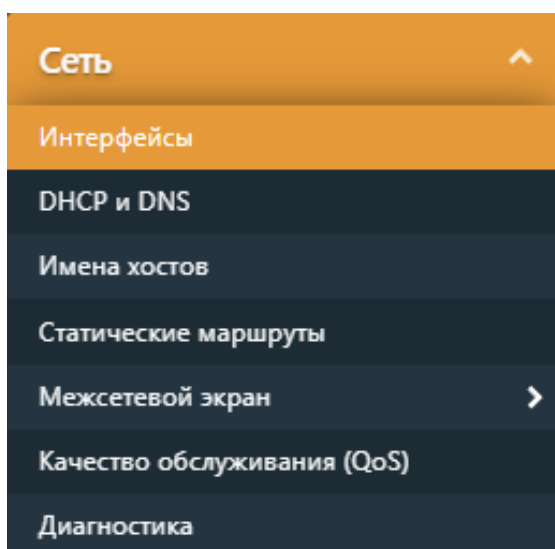 Сеть
Интерфейсы
DHCP и DNS
Имена хостов
Статические маршруты
Межсетевой экран
Качество обслуживания (QoS)
Диагностика